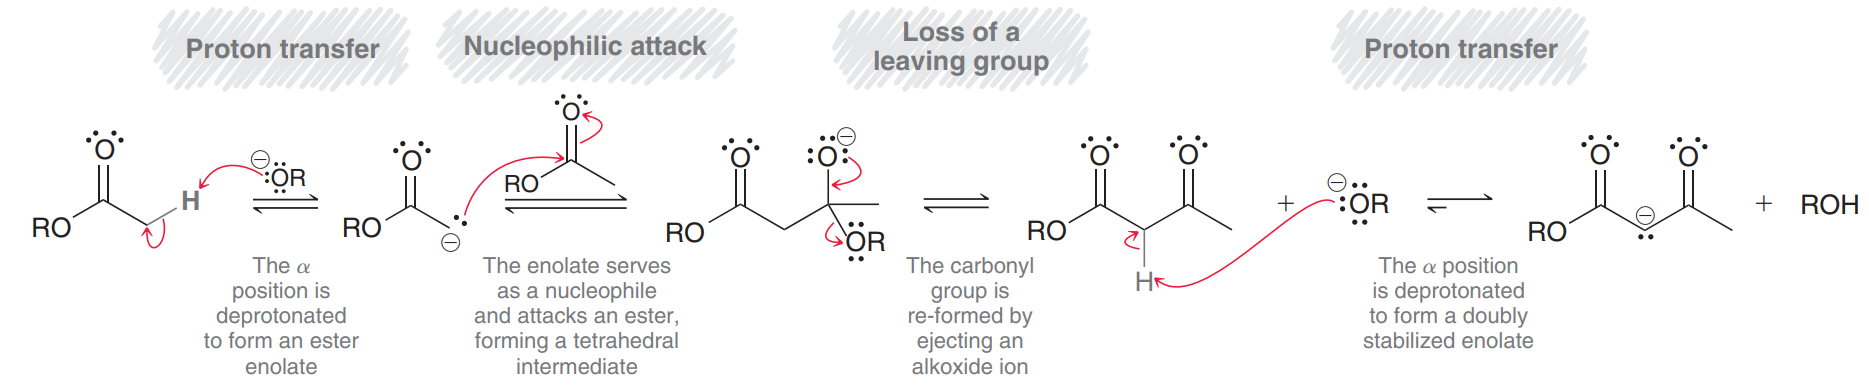 Proton transfer
Nucleophilic attack
Loss of a
leaving group
Proton transfer
O
RO
H
⊖
OR
O
RO
⊖
O
RO
O
RO
O ⊖
OR
O
O
RO
H
+
⊖
OR
O
O
RO
⊖
+
ROH
The α
position is
deprotonated
to form an ester
enolate
The enolate serves
as a nucleophile
and attacks an ester,
forming a tetrahedral
intermediate
The carbonyl
group is
re-formed by
ejecting an
alkoxide ion
The α position
is deprotonated
to form a doubly
stabilized enolate